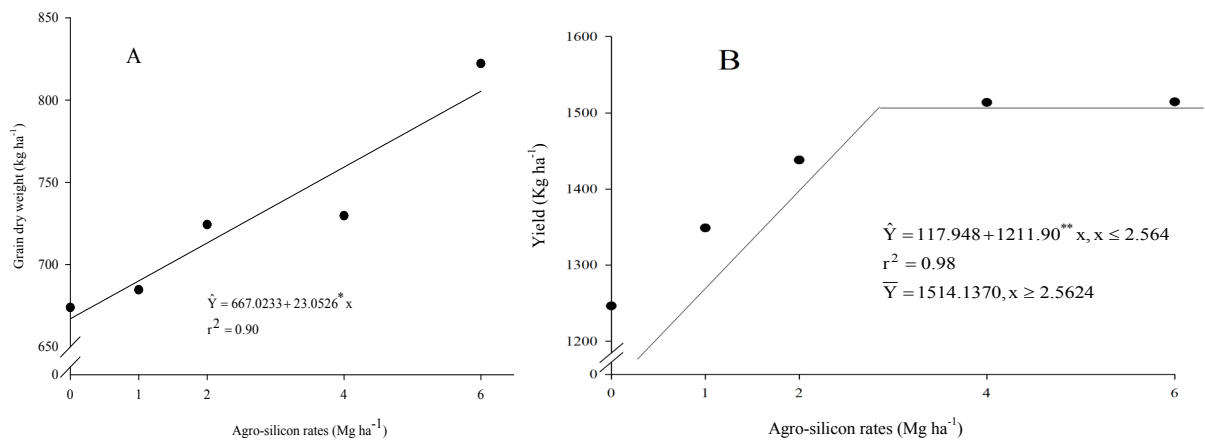 A
Grain dry weight (kg ha⁻¹)
850
800
750
700
650
0
Ŷ = 667.0233 + 23.0526* x
r² = 0.90
0 1 2 4 6
Agro-silicon rates (Mg ha⁻¹)
B
Yield (Kg ha⁻¹)
1600
1500
1400
1300
1200
0
Ŷ = 117.948 + 1211.90** x, x ≤ 2.564
r² = 0.98
Y̅ = 1514.1370, x ≥ 2.5624
0 1 2 4 6
Agro-silicon rates (Mg ha⁻¹)